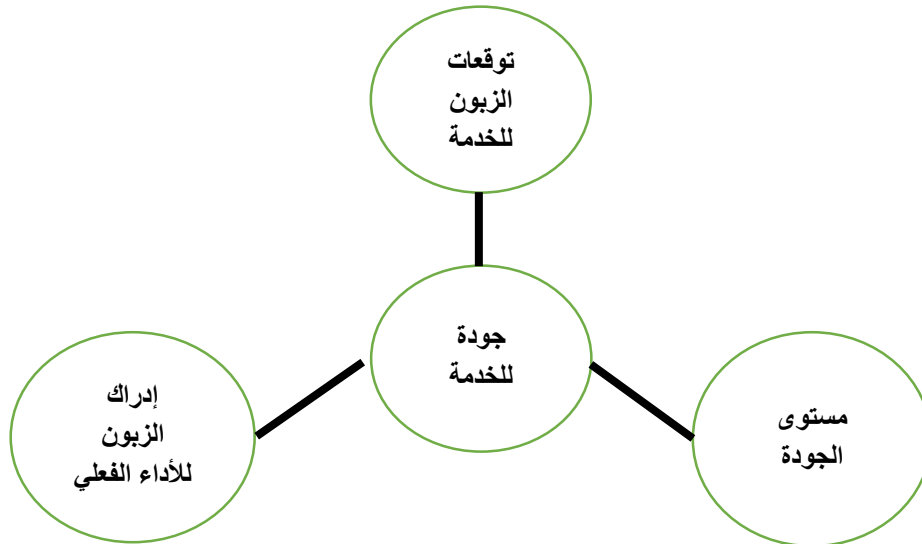 توقعات
الزبون
للخدمة
جودة
للخدمة
إدراك
الزبون
للأداء الفعلي
مستوى
الجودة